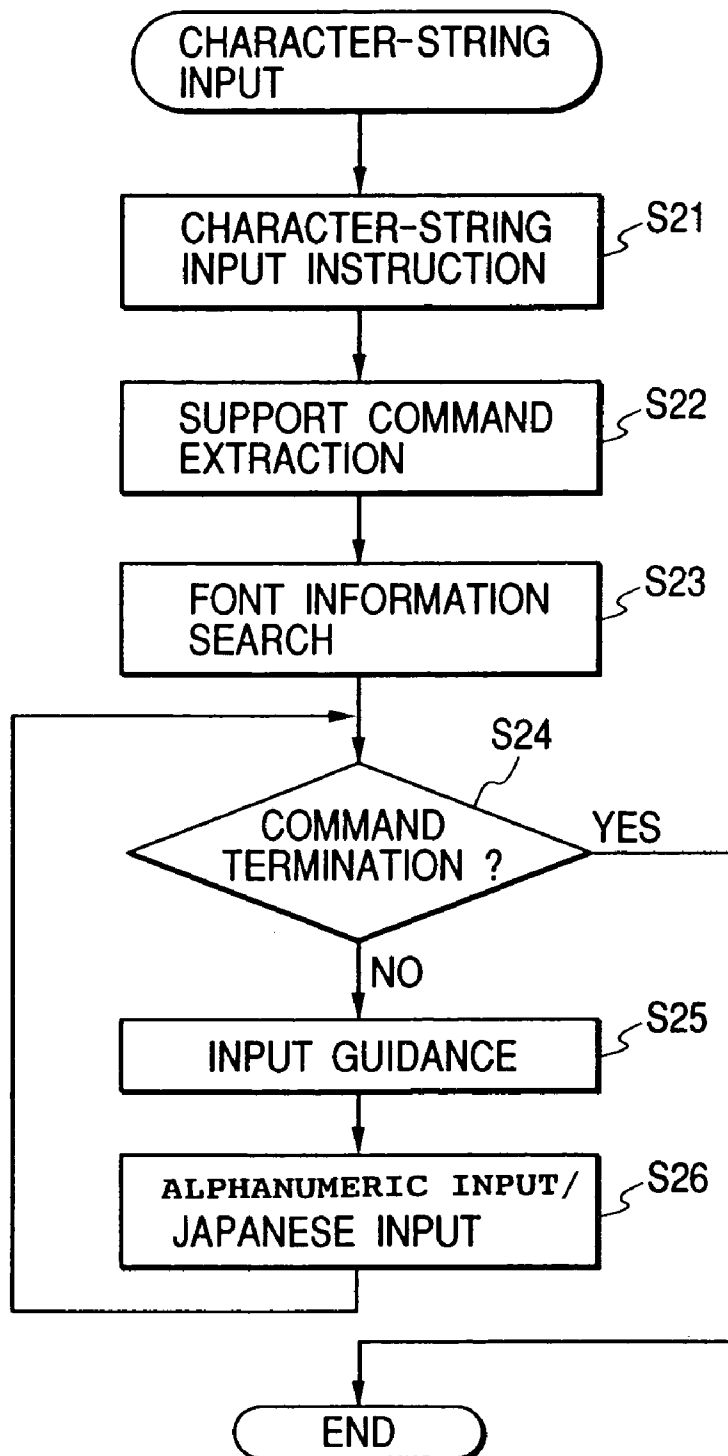 CHARACTER-STRING
INPUT
CHARACTER-STRING
INPUT INSTRUCTION
S21
SUPPORT COMMAND
EXTRACTION
S22
FONT INFORMATION
SEARCH
S23
S24
COMMAND
TERMINATION ?
YES
NO
INPUT GUIDANCE
S25
ALPHANUMERIC INPUT/
JAPANESE INPUT
S26
END